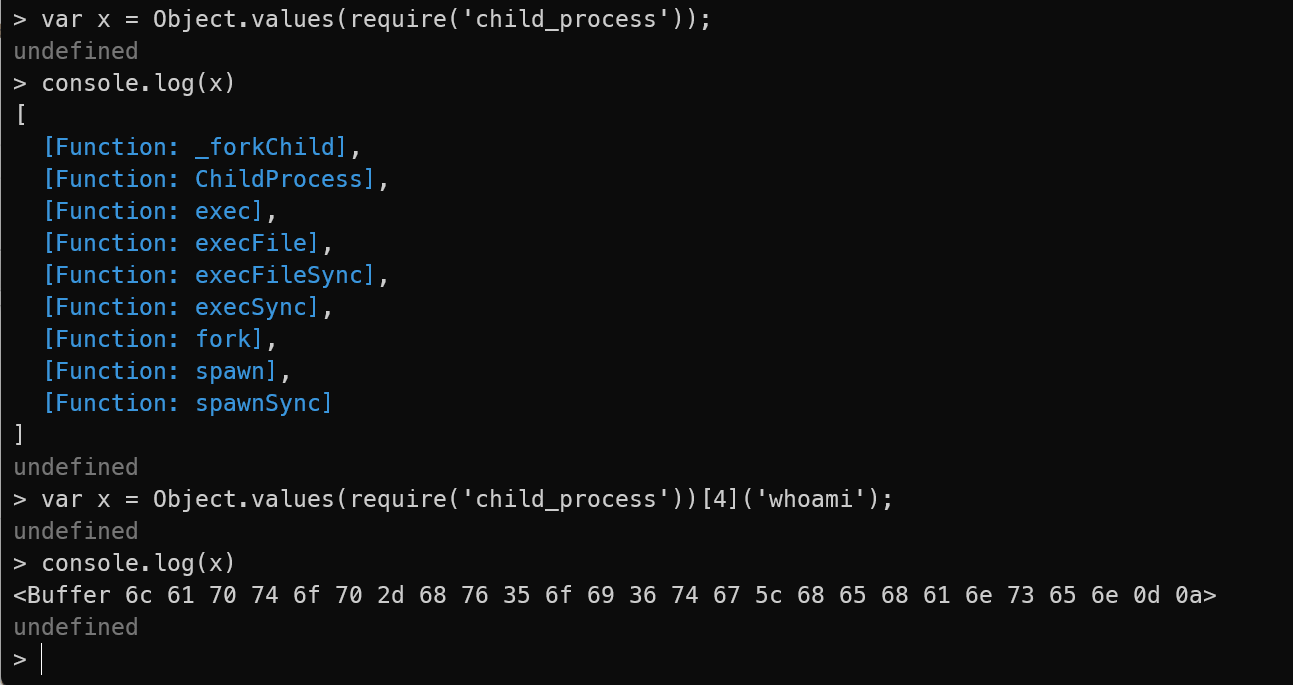 > var x = Object.values(require('child_process'));
undefined
> console.log(x)
[
  [Function: _forkChild],
  [Function: ChildProcess],
  [Function: exec],
  [Function: execFile],
  [Function: execFileSync],
  [Function: execSync],
  [Function: fork],
  [Function: spawn],
  [Function: spawnSync]
]
undefined
> var x = Object.values(require('child_process'))[4]('whoami');
undefined
> console.log(x)
<Buffer 6c 61 70 74 6f 70 2d 68 76 35 6f 69 36 74 67 5c 68 65 68 61 6e 73 65 6e 0d 0a>
undefined
>